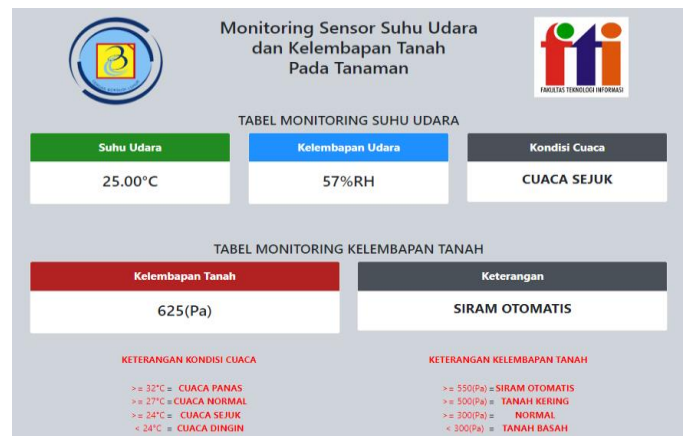 Monitoring Sensor Suhu Udara
dan Kelembapan Tanah
Pada Tanaman
fti
FAKULTAS TEKNOLOGI INFORMASI
TABEL MONITORING SUHU UDARA
Suhu Udara
Kelembapan Udara
Kondisi Cuaca
25.00°C
57%RH
CUACA SEJUK
TABEL MONITORING KELEMBAPAN TANAH
Kelembapan Tanah
Keterangan
625(Pa)
SIRAM OTOMATIS
KETERANGAN KONDISI CUACA
>= 32°C = CUACA PANAS
>= 27°C = CUACA NORMAL
>= 24°C = CUACA SEJUK
< 24°C = CUACA DINGIN
KETERANGAN KELEMBAPAN TANAH
>= 550(Pa) = SIRAM OTOMATIS
>= 500(Pa) = TANAH KERING
>= 300(Pa) = NORMAL
< 300(Pa) = TANAH BASAH